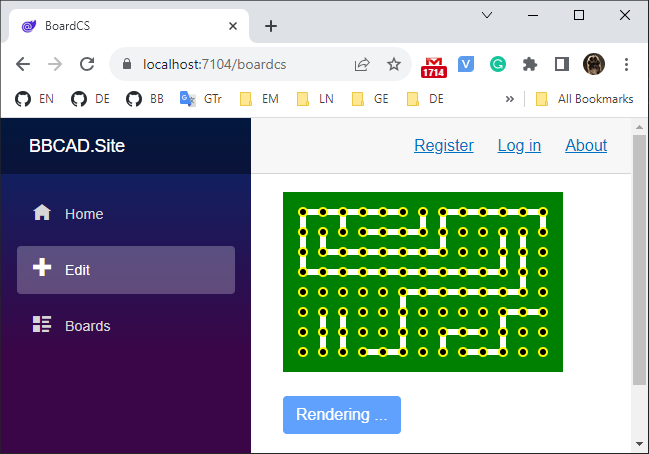 BoardCS
localhost:7104/boardcs
1714
EN DE BB GTr EM LN GE DE » All Bookmarks
BBCAD.Site
Register Log in About
Home
Edit
Boards
Rendering ...